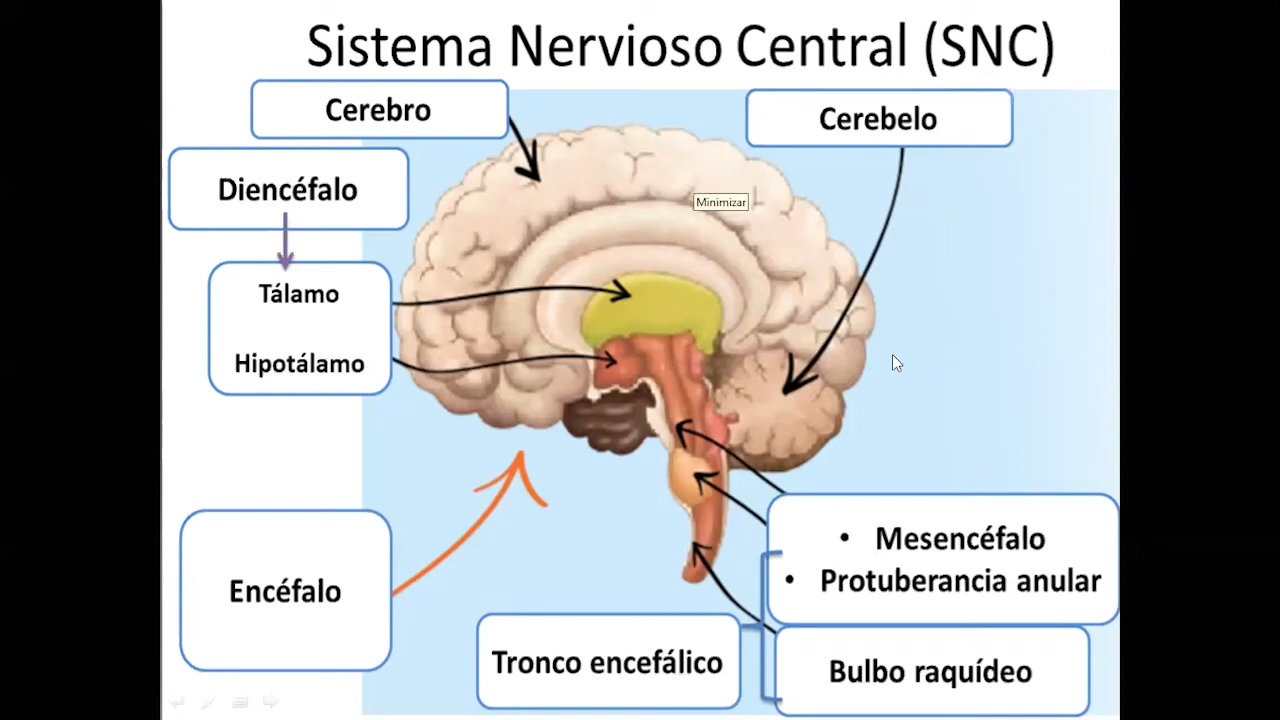 Sistema Nervioso Central (SNC)
Cerebro
Cerebelo
Diencéfalo
Minimizar
Tálamo
Hipotálamo
Encéfalo
• Mesencéfalo
• Protuberancia anular
Tronco encefálico
Bulbo raquídeo